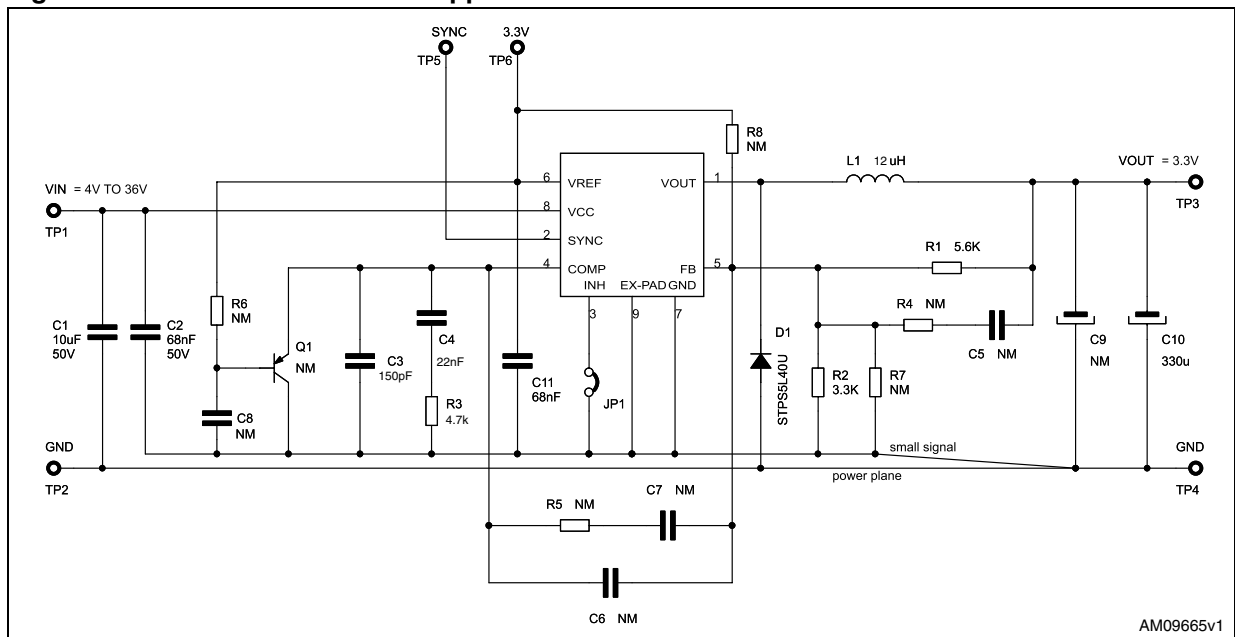 SYNC
TP5
3.3V
TP6
R8
NM
L1 12 uH
VOUT = 3.3V
TP3
VIN = 4V TO 36V
TP1
6 VREF
8 VCC
2 SYNC
4 COMP
VOUT 1
FB 5
INH EX-PAD GND
3 9 7
R1 5.6K
R4 NM
C5 NM
R6
NM
C1
10uF
50V
C2
68nF
50V
Q1
NM
C3
150pF
C4
22nF
R3
4.7k
C11
68nF
JP1
D1
STPS5L40U
R2
3.3K
R7
NM
C9
NM
C10
330u
C8
NM
GND
TP2
small signal
power plane
GND
TP4
R5 NM
C7 NM
C6 NM
AM09665v1